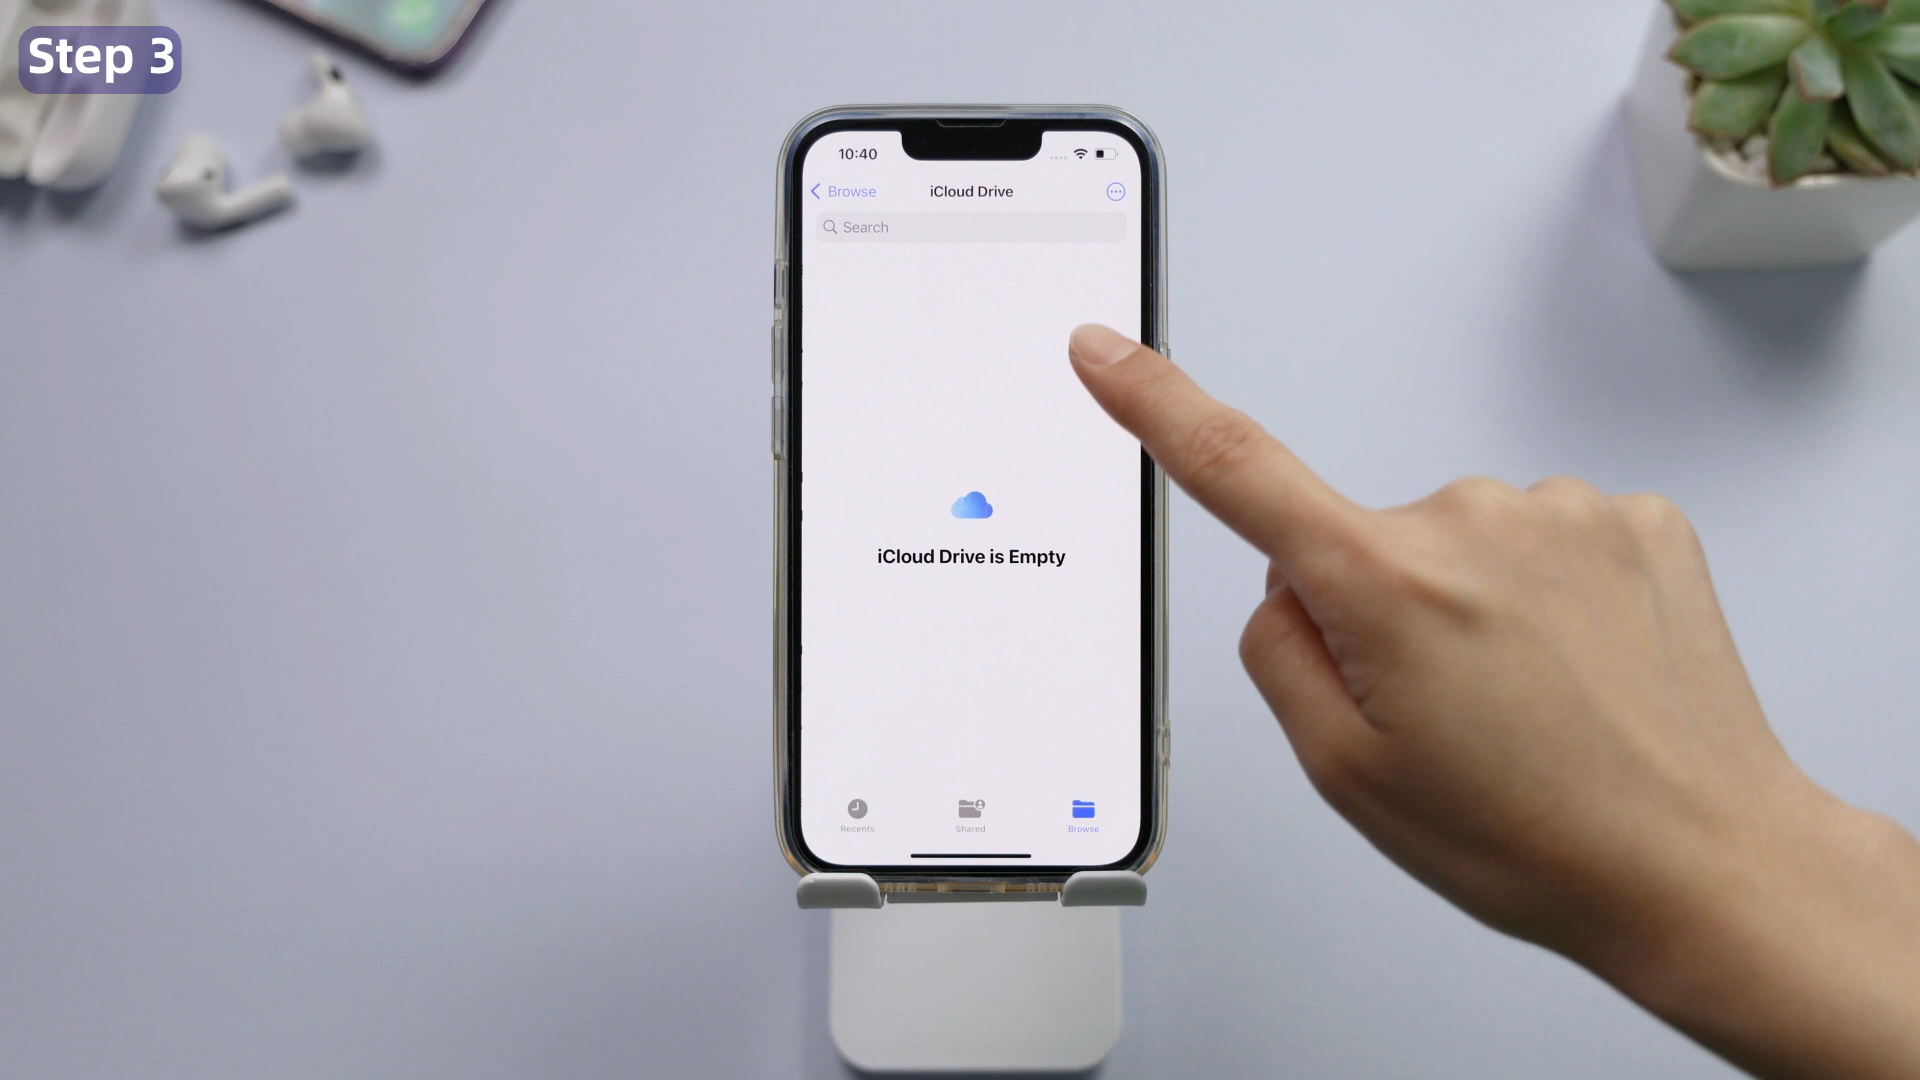 Step 3
10:40
Browse
iCloud Drive
Search
iCloud Drive is Empty
Recents
Shared
Browse